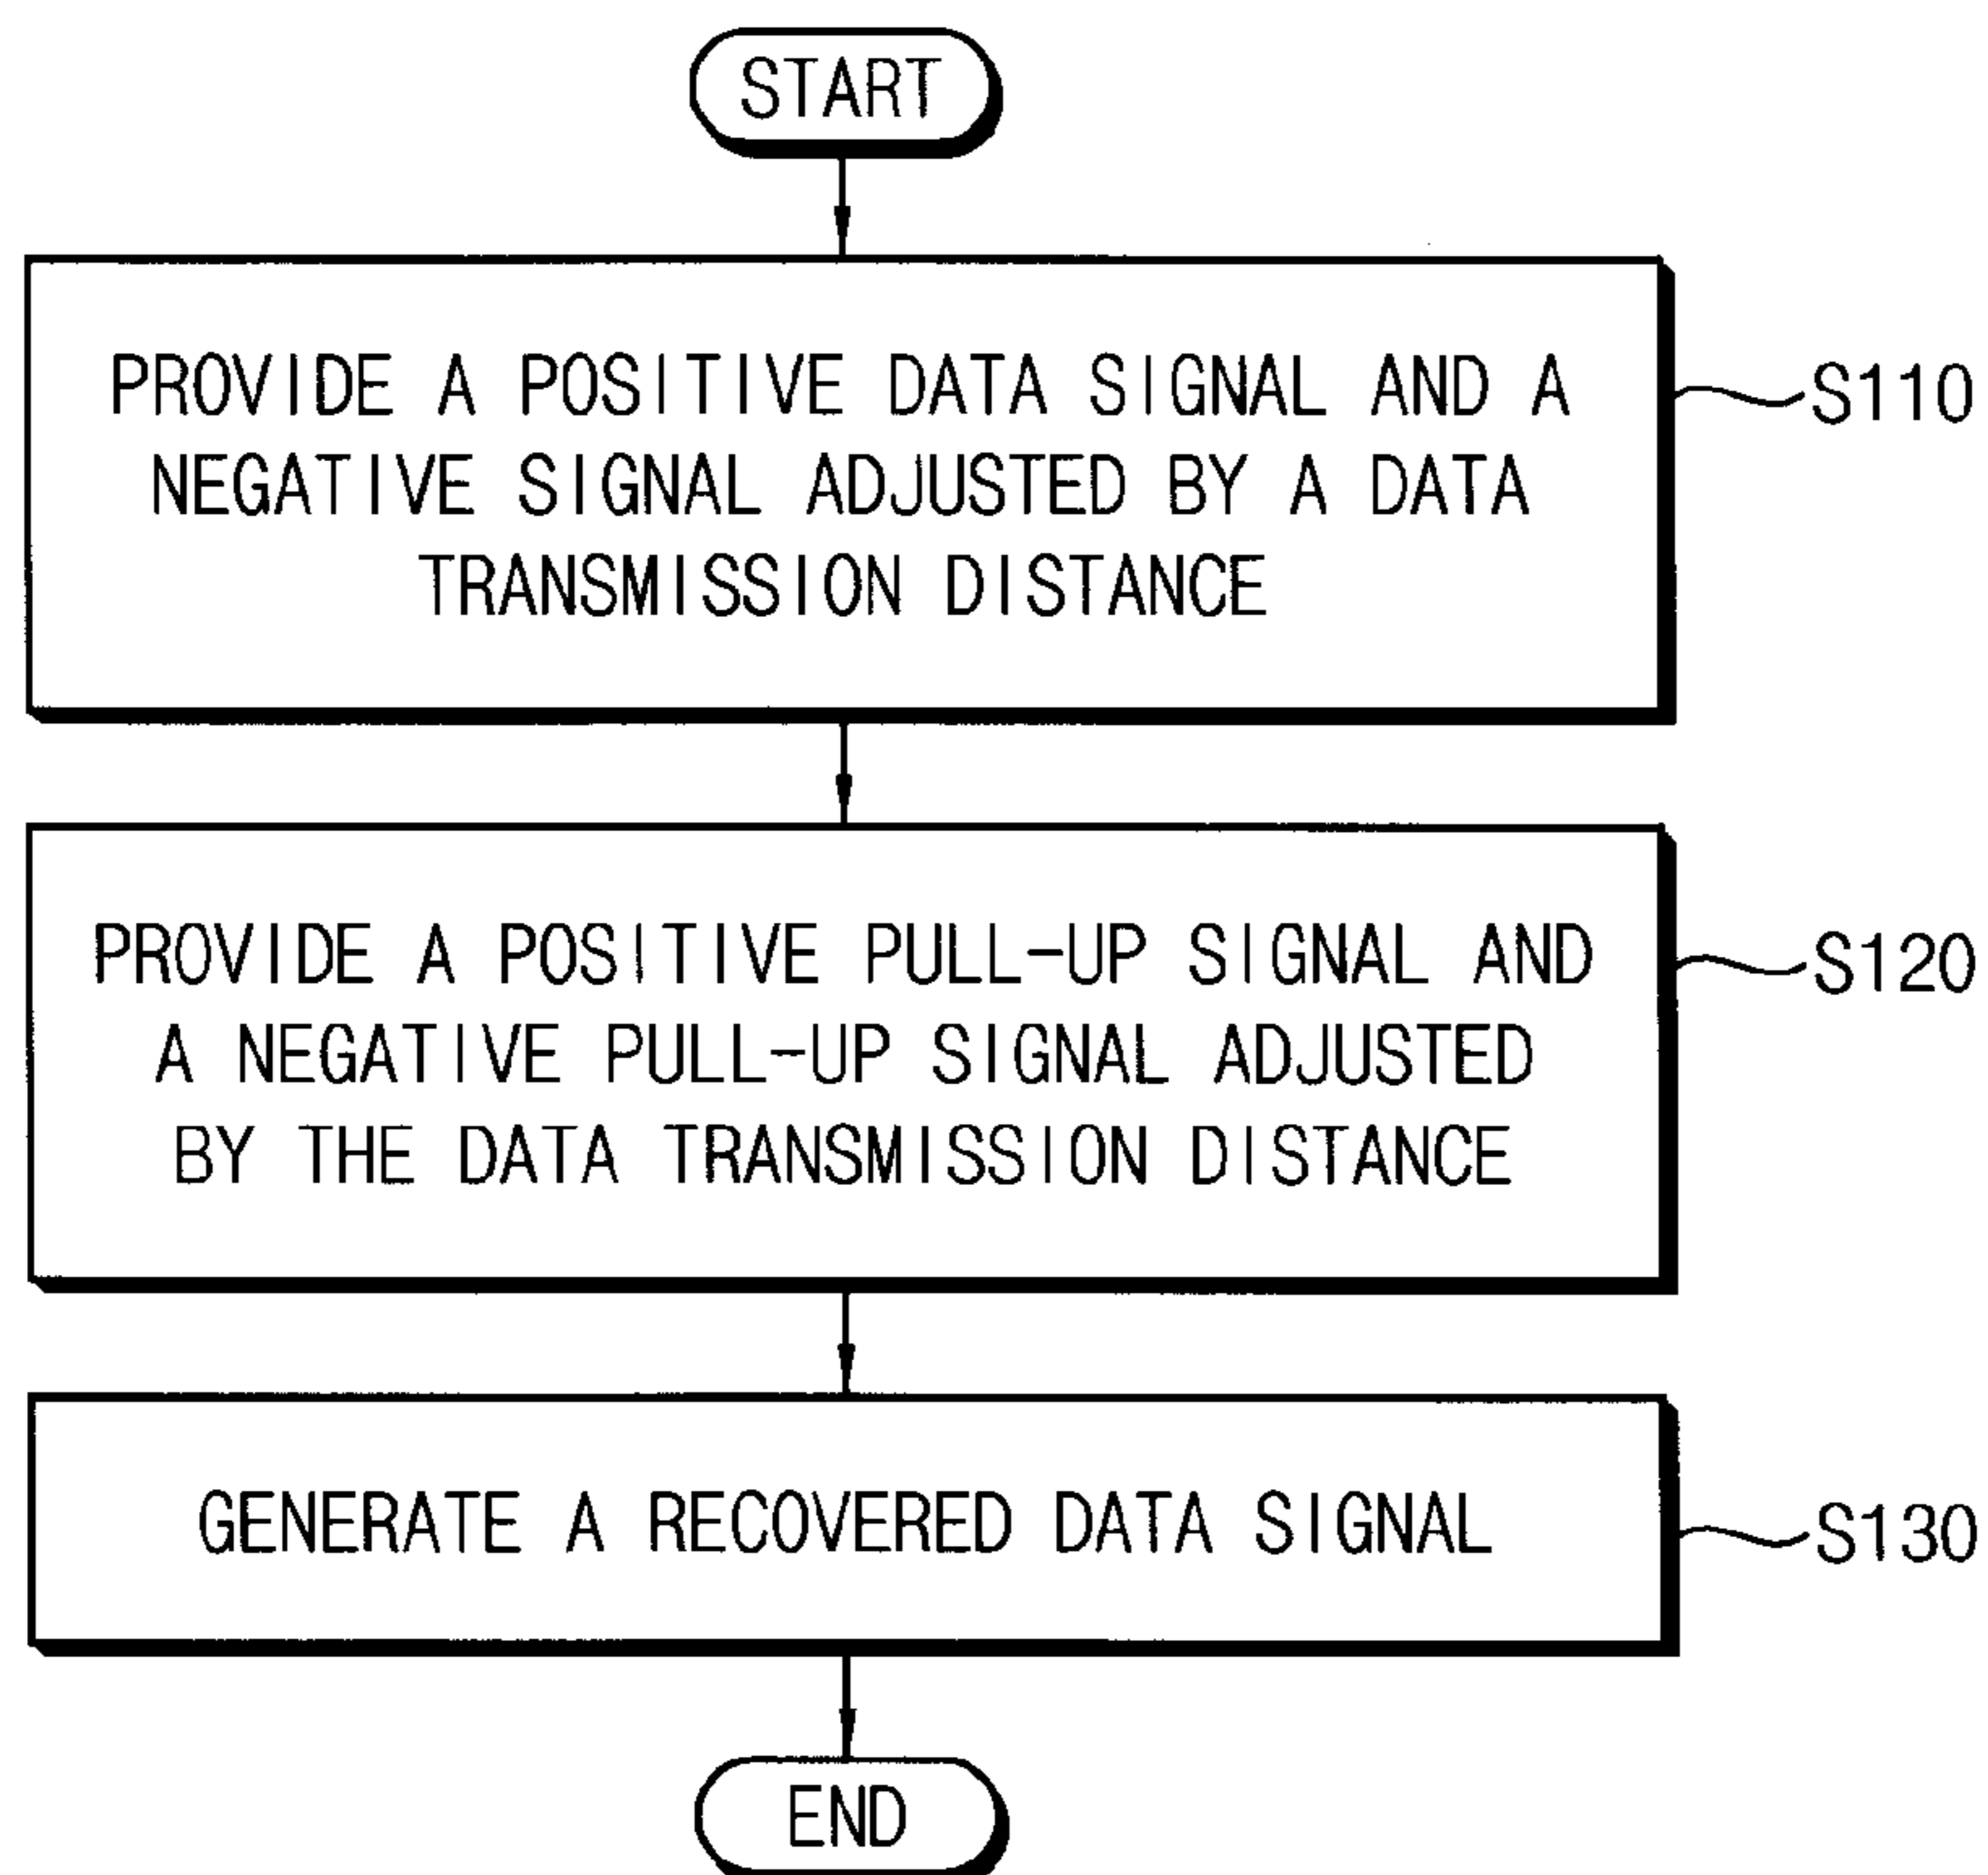 START
PROVIDE A POSITIVE DATA SIGNAL AND A
NEGATIVE SIGNAL ADJUSTED BY A DATA
TRANSMISSION DISTANCE
S110
PROVIDE A POSITIVE PULL-UP SIGNAL AND
A NEGATIVE PULL-UP SIGNAL ADJUSTED
BY THE DATA TRANSMISSION DISTANCE
S120
GENERATE A RECOVERED DATA SIGNAL
S130
END